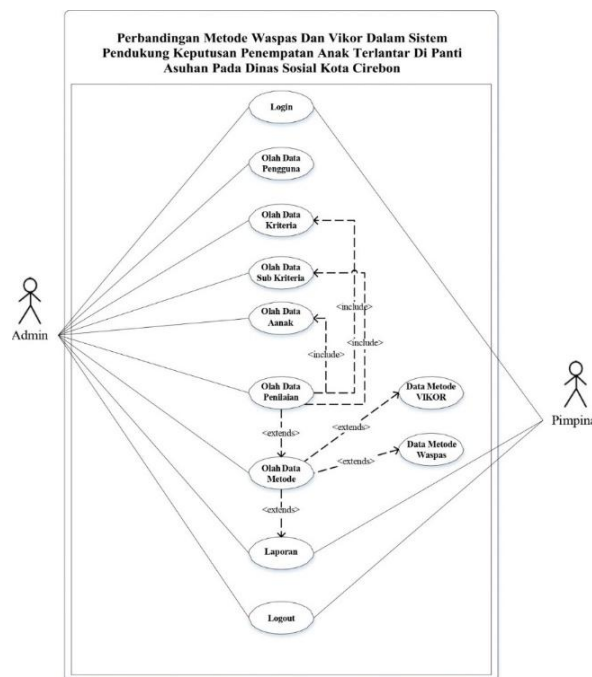 Perbandingan Metode Waspas Dan Vikor Dalam Sistem
Pendukung Keputusan Penempatan Anak Terlantar Di Panti
Asuhan Pada Dinas Sosial Kota Cirebon
Login
Olah Data
Pengguna
Olah Data
Kriteria
Olah Data
Sub Kriteria
<include>
Olah Data
Aanak
<include>
<include>
Admin
Olah Data
Penilaian
Data Metode
VIKOR
Pimpina
<extends>
<extends>
Data Metode
Waspas
Olah Data
Metode
<extends>
<extends>
Laporan
Logout